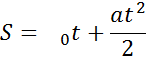 S = ₀t + at²/2